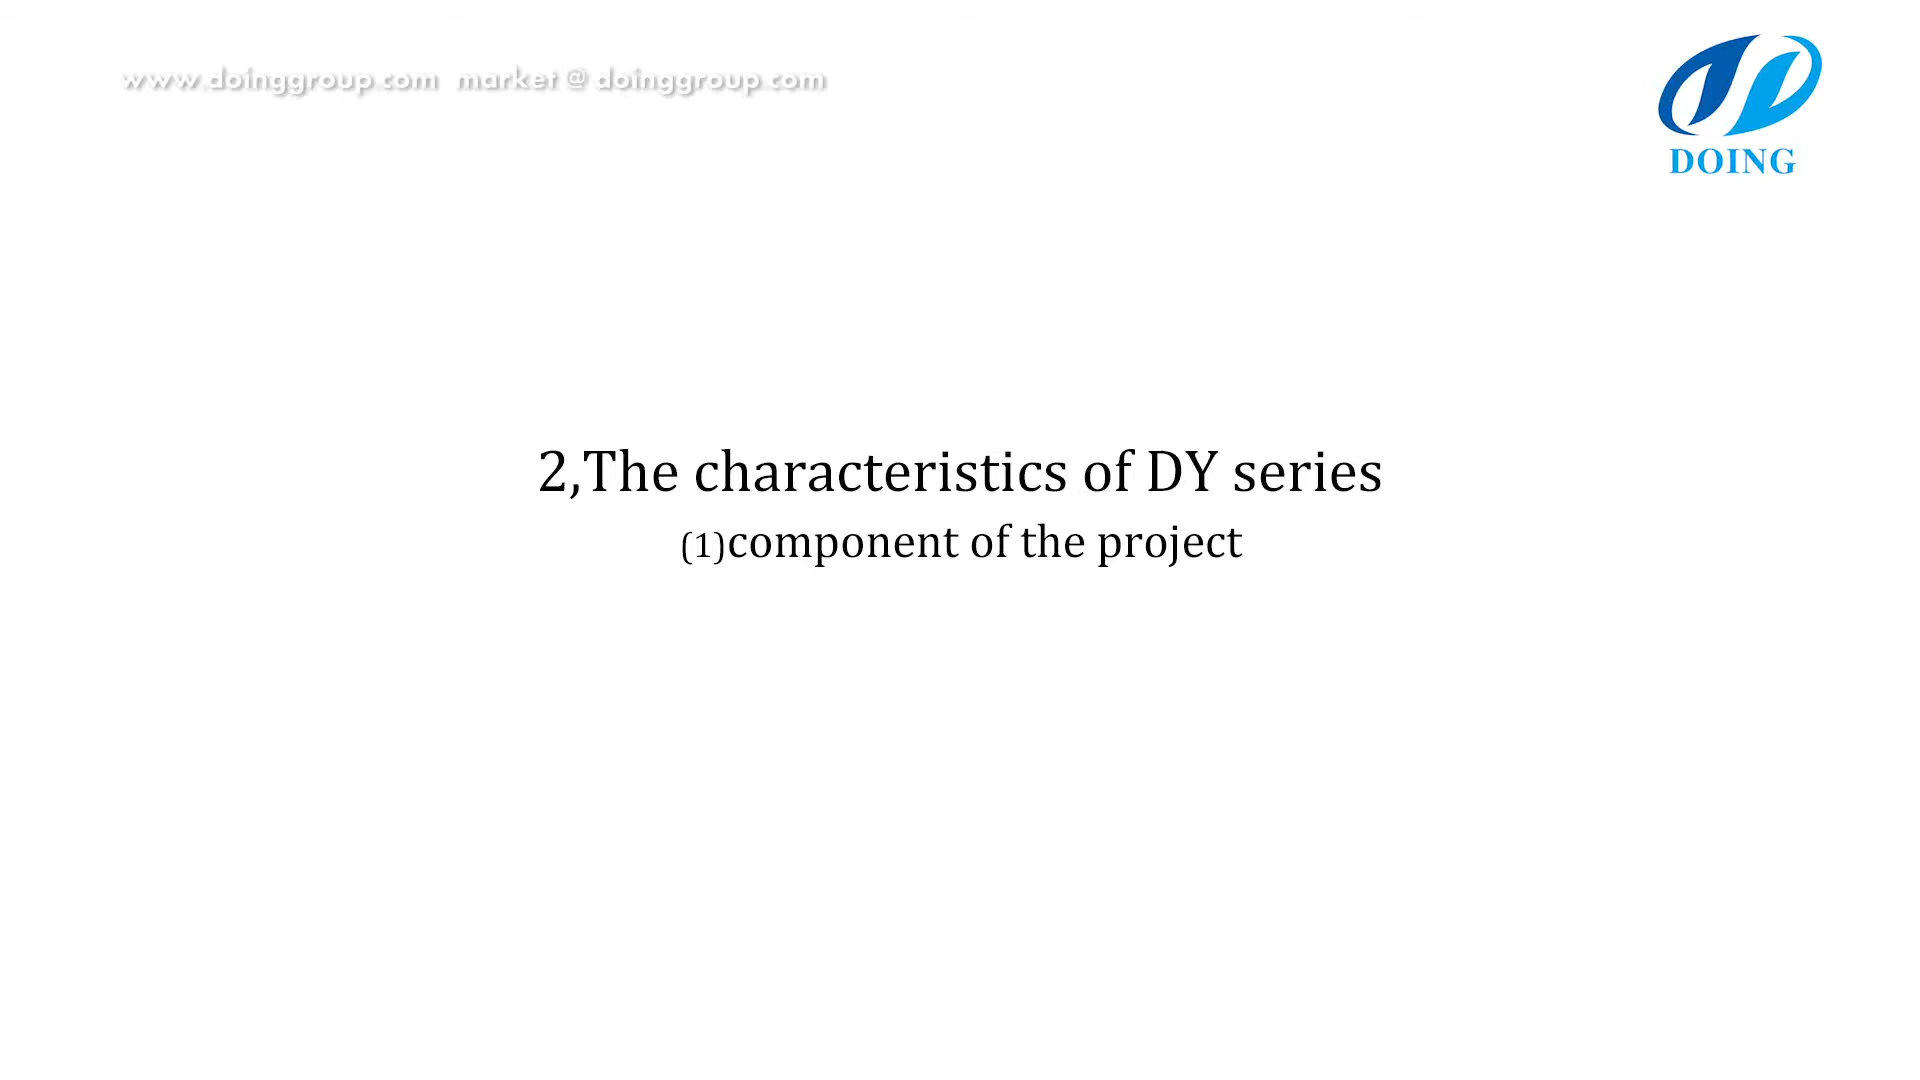 www.doinggroup.com market@doinggroup.com
DOING
2,The characteristics of DY series
(1)component of the project